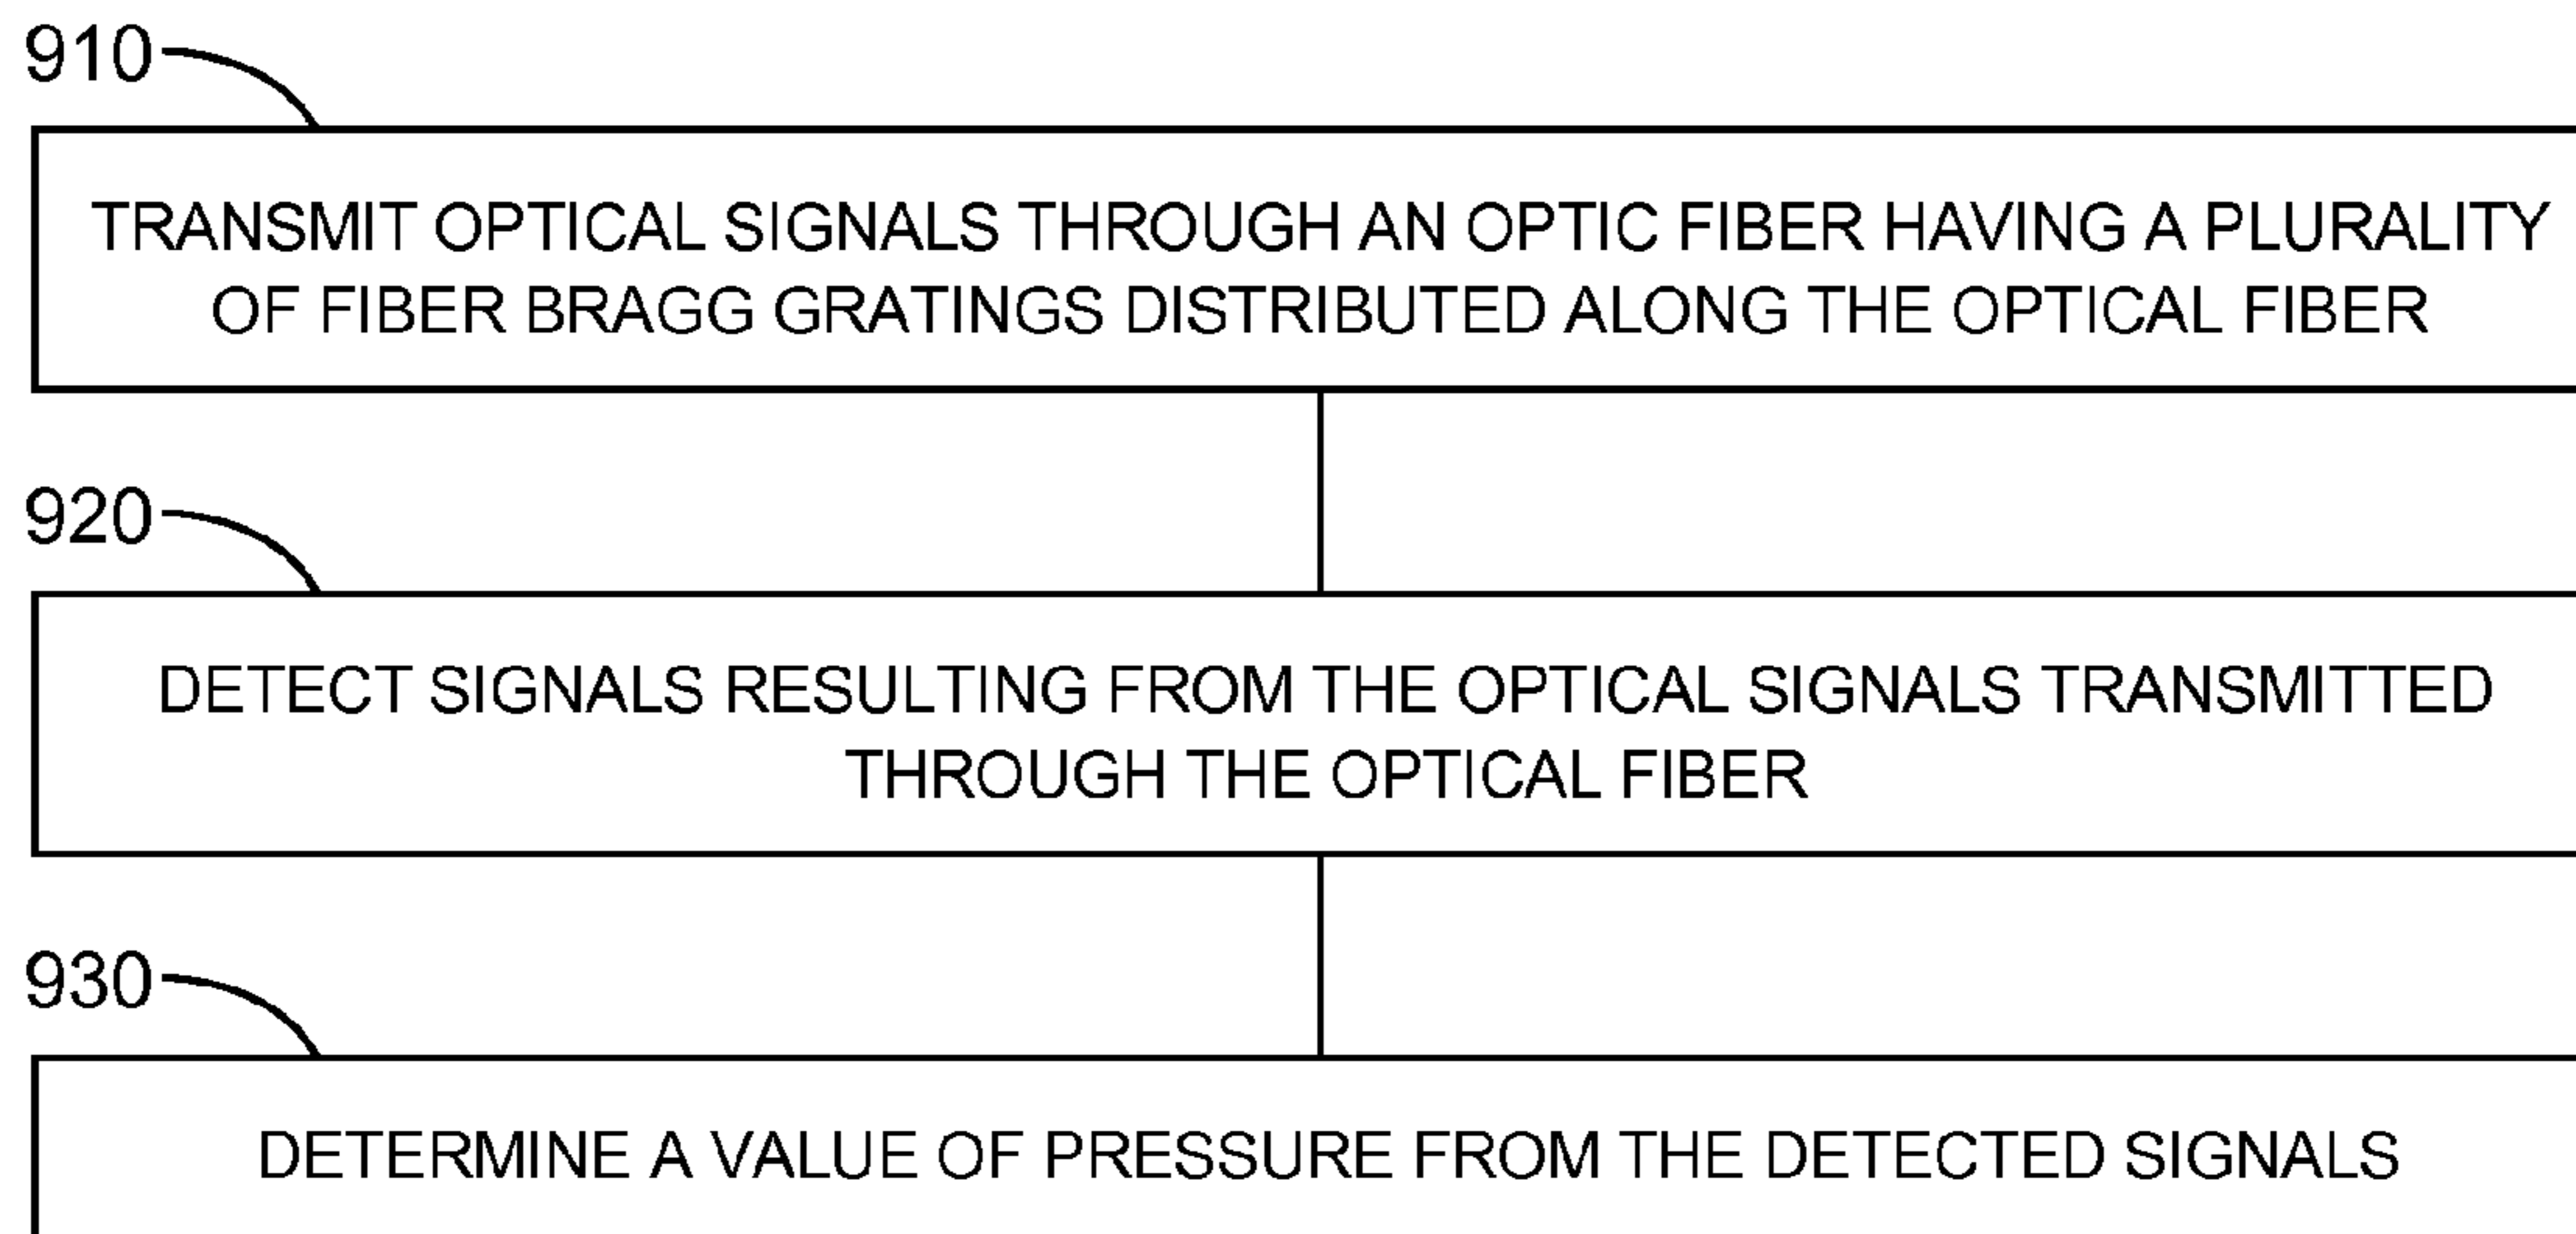 910
TRANSMIT OPTICAL SIGNALS THROUGH AN OPTIC FIBER HAVING A PLURALITY
OF FIBER BRAGG GRATINGS DISTRIBUTED ALONG THE OPTICAL FIBER
920
DETECT SIGNALS RESULTING FROM THE OPTICAL SIGNALS TRANSMITTED
THROUGH THE OPTICAL FIBER
930
DETERMINE A VALUE OF PRESSURE FROM THE DETECTED SIGNALS